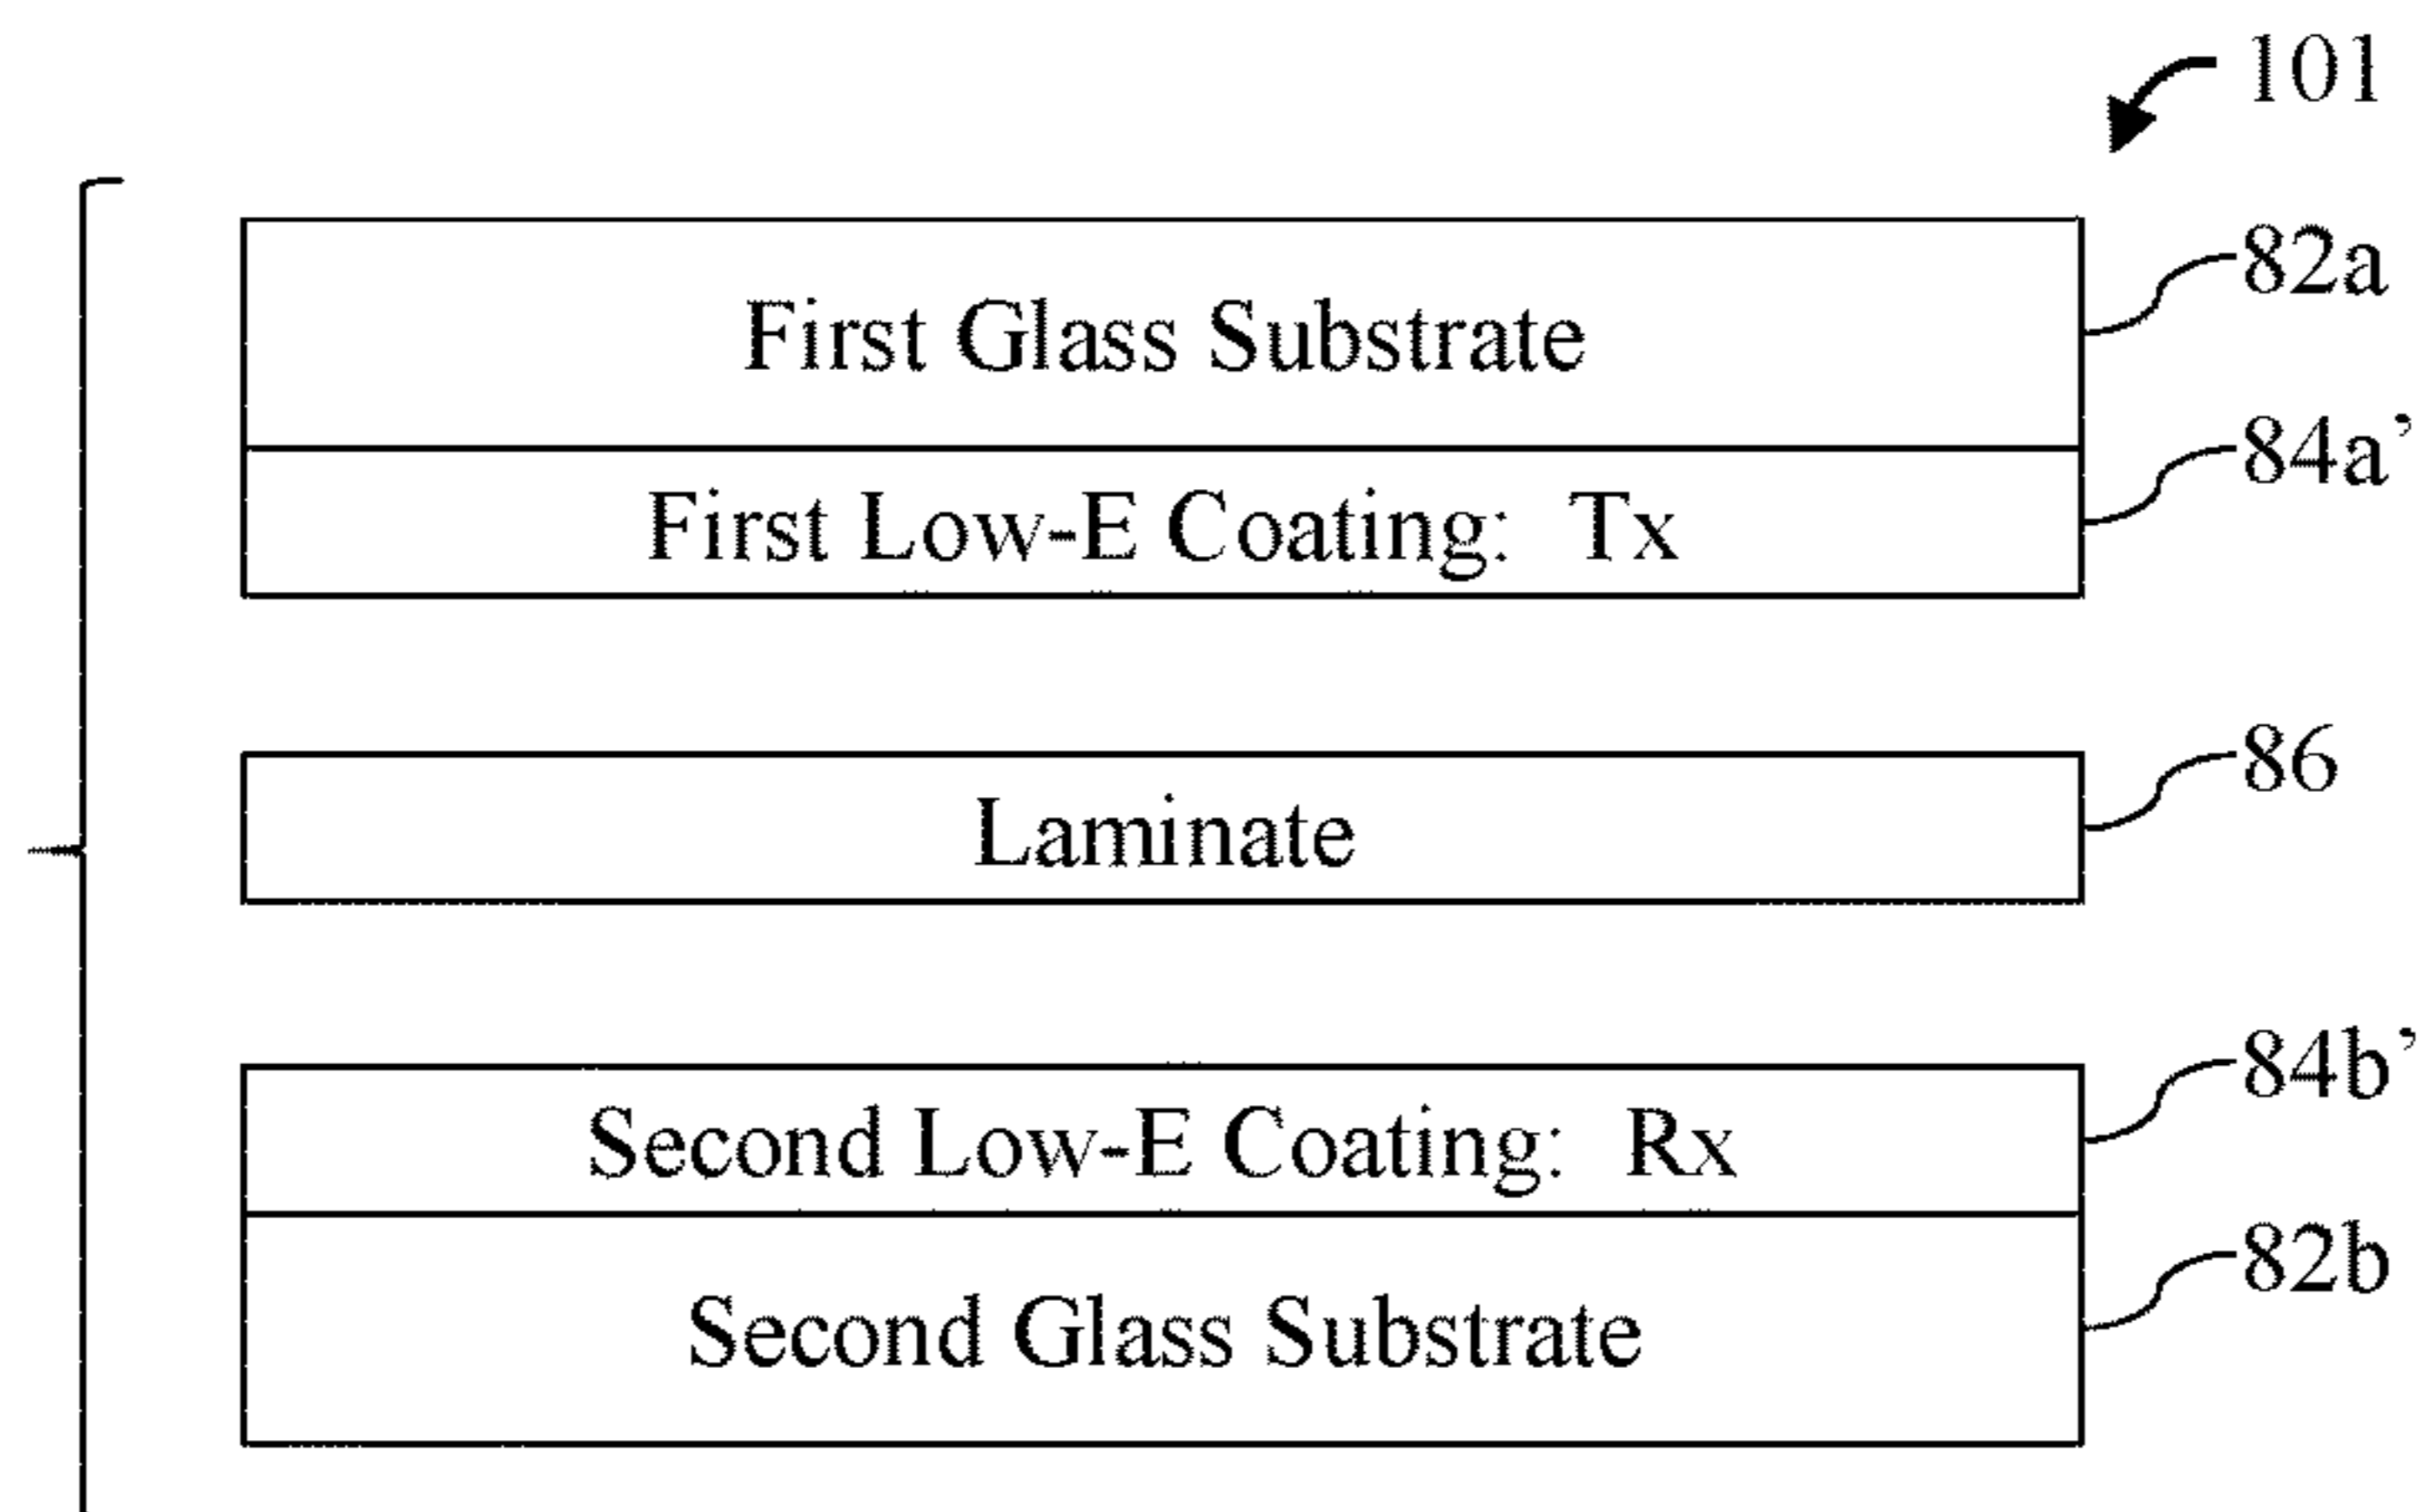 101
First Glass Substrate
82a
First Low-E Coating: Tx
84a’
Laminate
86
Second Low-E Coating: Rx
84b’
Second Glass Substrate
82b